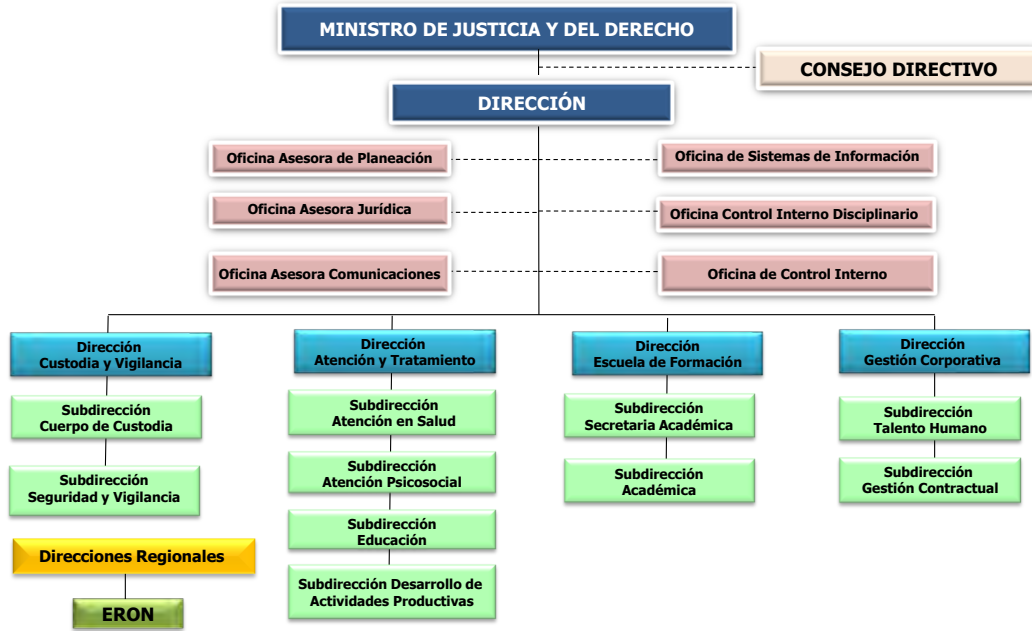 MINISTRO DE JUSTICIA Y DEL DERECHO
CONSEJO DIRECTIVO
DIRECCIÓN
Oficina Asesora de Planeación
Oficina de Sistemas de Información
Oficina Asesora Jurídica
Oficina Control Interno Disciplinario
Oficina Asesora Comunicaciones
Oficina de Control Interno
Dirección
Custodia y Vigilancia
Subdirección
Cuerpo de Custodia
Subdirección
Seguridad y Vigilancia
Direcciones Regionales
ERON
Dirección
Atención y Tratamiento
Subdirección
Atención en Salud
Subdirección
Atención Psicosocial
Subdirección
Educación
Subdirección Desarrollo de
Actividades Productivas
Dirección
Escuela de Formación
Subdirección
Secretaria Académica
Subdirección
Académica
Dirección
Gestión Corporativa
Subdirección
Talento Humano
Subdirección
Gestión Contractual